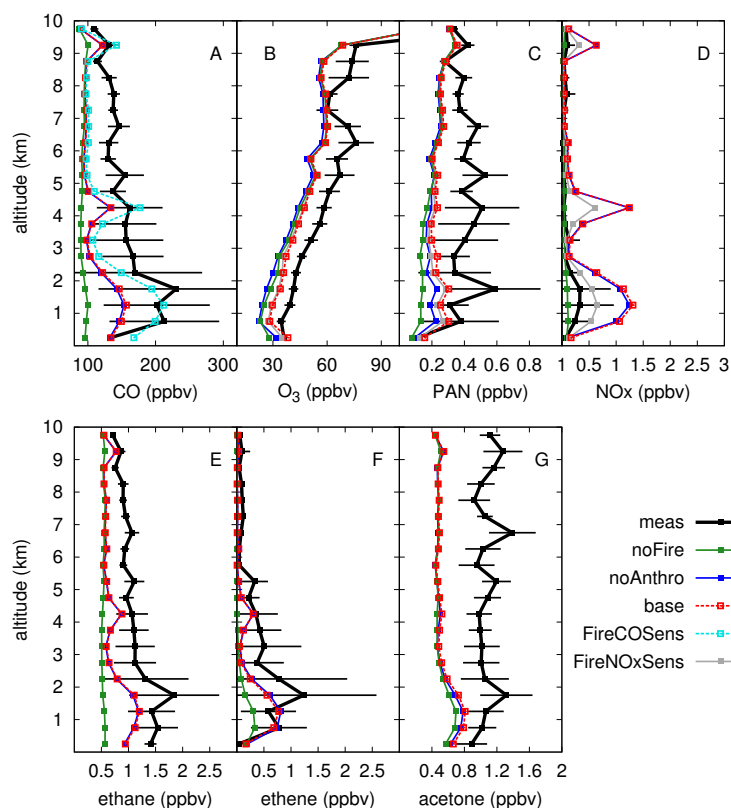 10
9
8
7
6
5
4
3
2
1
altitude (km)
A
B
C
D
100 200 300
30 60 90
0.2 0.4 0.6 0.8
0 0.5 1 1.5 2 2.5 3
CO (ppbv)
O3 (ppbv)
PAN (ppbv)
NOx (ppbv)
10
9
8
7
6
5
4
3
2
1
altitude (km)
E
F
G
0.5 1 1.5 2 2.5
0 0.5 1 1.5 2 2.5
0.4 0.8 1.2 1.6 2
ethane (ppbv)
ethene (ppbv)
acetone (ppbv)
meas
noFire
noAnthro
base
FireCOSens
FireNOxSens